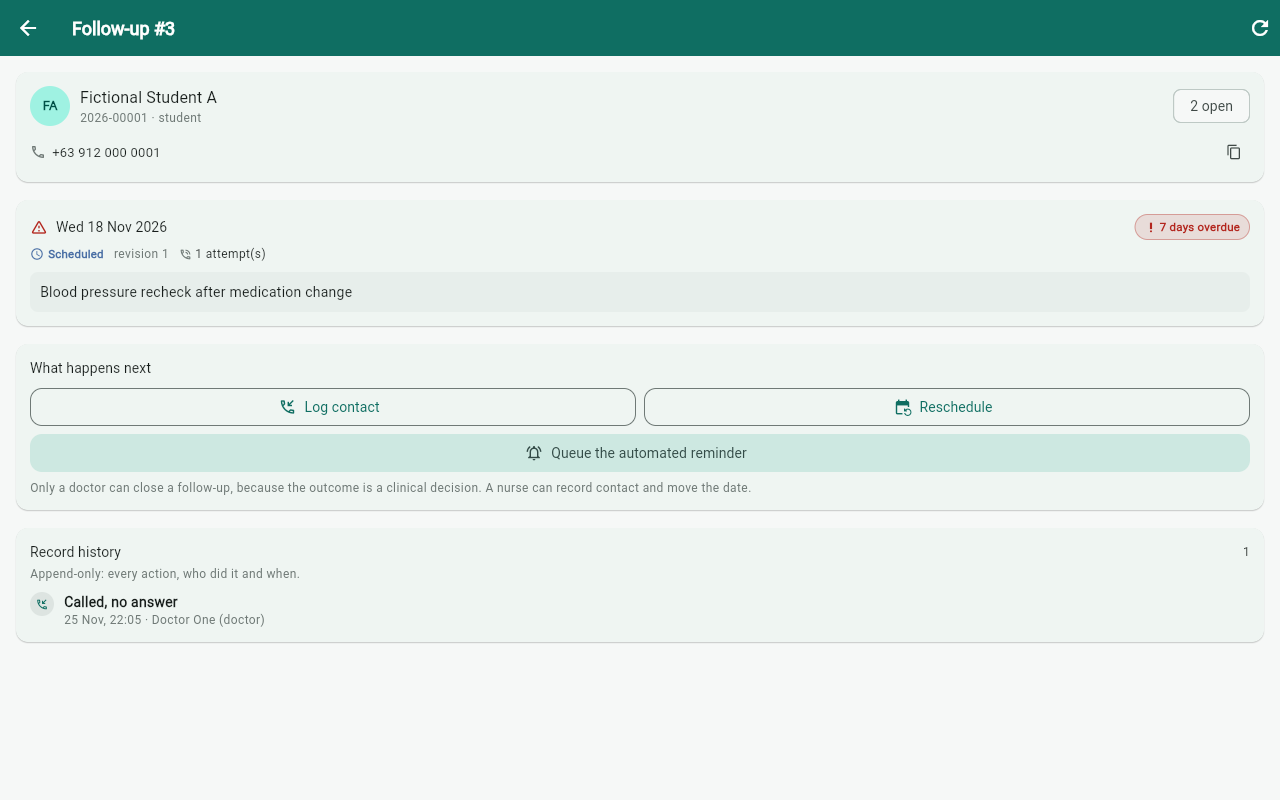 Follow-up #3
FA
Fictional Student A
2026-00001 · student
2 open
+63 912 000 0001
Wed 18 Nov 2026
7 days overdue
Scheduled revision 1 1 attempt(s)
Blood pressure recheck after medication change
What happens next
Log contact
Reschedule
Queue the automated reminder
Only a doctor can close a follow-up, because the outcome is a clinical decision. A nurse can record contact and move the date.
Record history
1
Append-only: every action, who did it and when.
Called, no answer
25 Nov, 22:05 · Doctor One (doctor)